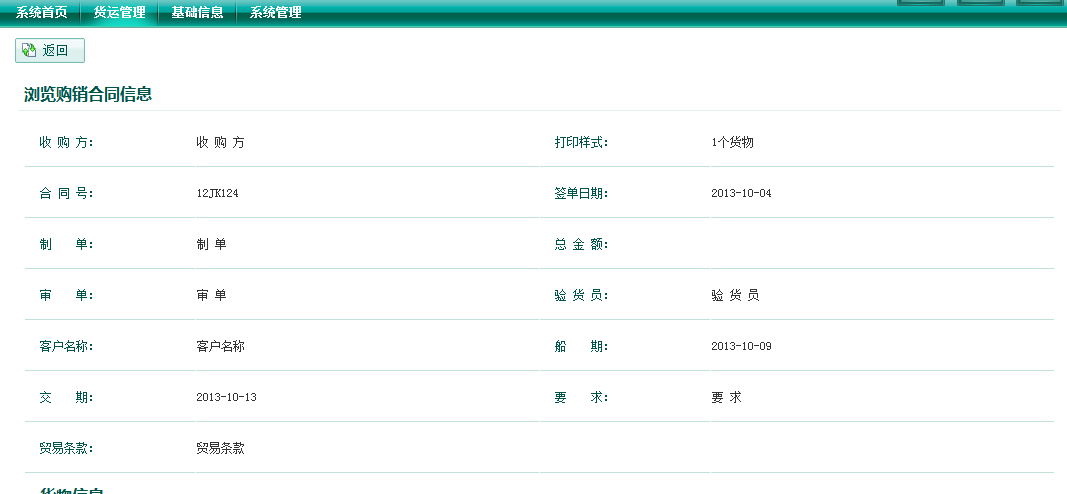 系统首页 货运管理 基础信息 系统管理
返回
浏览购销合同信息
收 购 方： 收 购 方 打印样式： 1个货物
合 同 号： 12JK124 签单日期： 2013-10-04
制 单： 制 单 总 金 额：
审 单： 审 单 验 货 员： 验 货 员
客户名称： 客户名称 船 期： 2013-10-09
交 期： 2013-10-13 要 求： 要 求
贸易条款： 贸易条款
货物信息